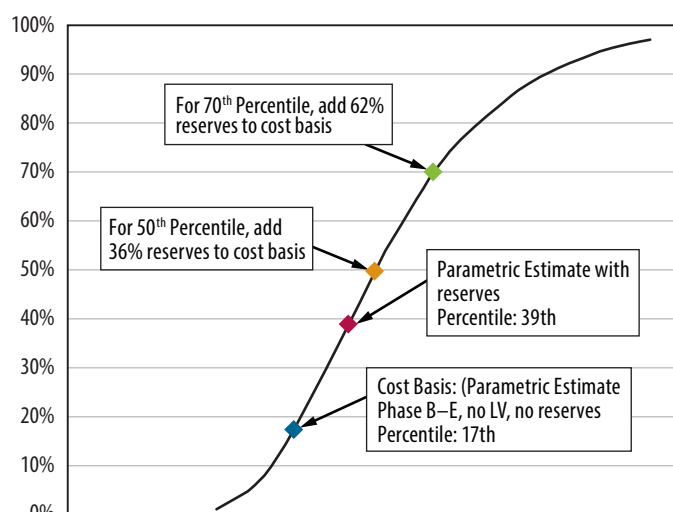 100%
90%
80%
70%
60%
50%
40%
30%
20%
10%
0%
For 70th Percentile, add 62%
reserves to cost basis
For 50th Percentile, add
36% reserves to cost basis
Parametric Estimate with
reserves
Percentile: 39th
Cost Basis: (Parametric Estimate
Phase B–E, no LV, no reserves
Percentile: 17th